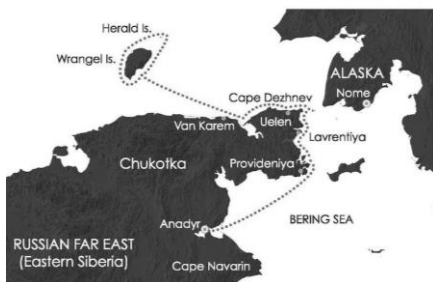 Herald Is.
Wrangel Is.
ALASKA
Cape Dezhnev
Nome
Van Karem
Uelen
Lavrentiya
Chukotka
Provideniya
Anadyr
BERING SEA
RUSSIAN FAR EAST
(Eastern Siberia)
Cape Navarin